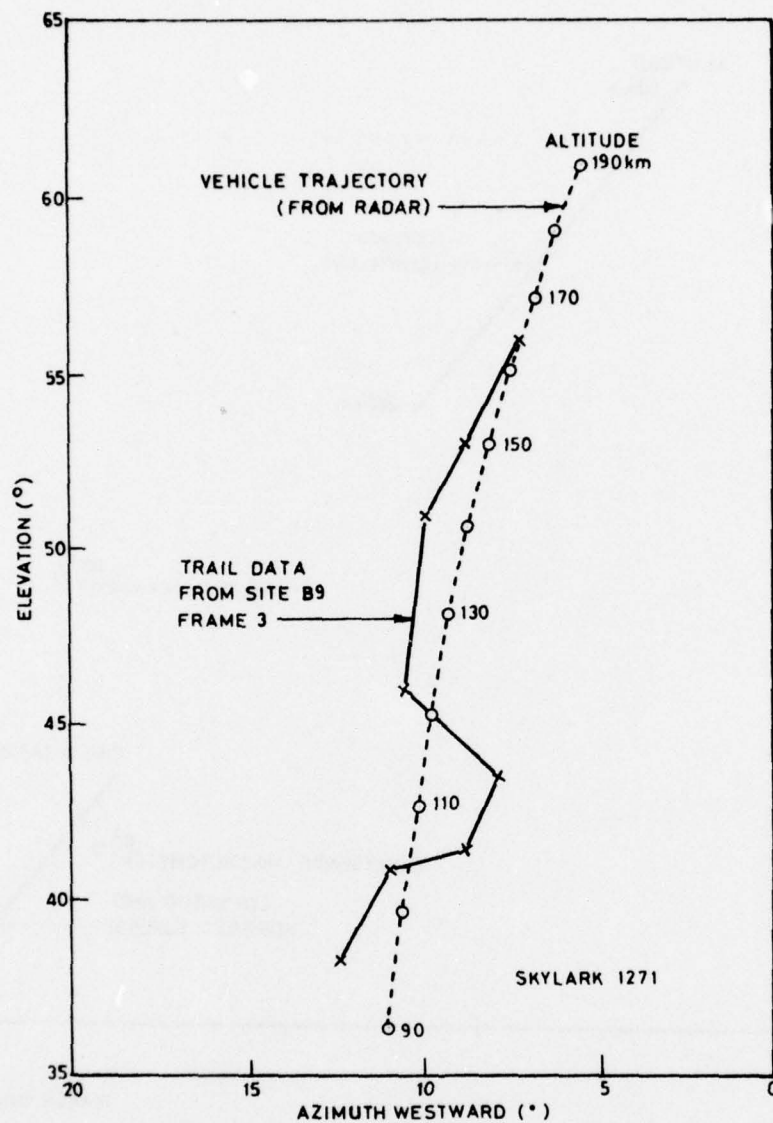 65
60
55
50
45
40
35
ELEVATION (°)
ALTITUDE
190km
VEHICLE TRAJECTORY
(FROM RADAR)
170
150
TRAIL DATA
FROM SITE B9
FRAME 3
130
110
SKYLARK 1271
90
20
15
10
5
0
AZIMUTH WESTWARD (°)